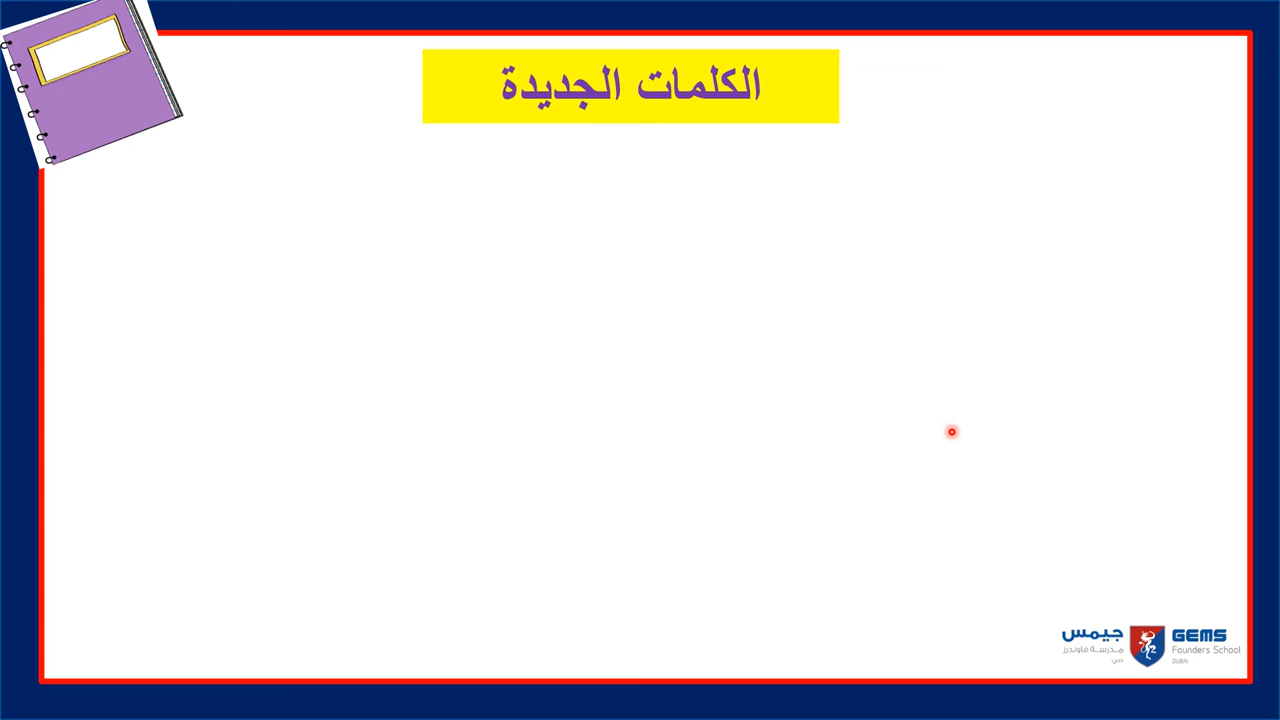 الكلمات الجديدة
جيمس
مدرسة فاوندرز
دبي
GEMS
Founders School
DUBAI